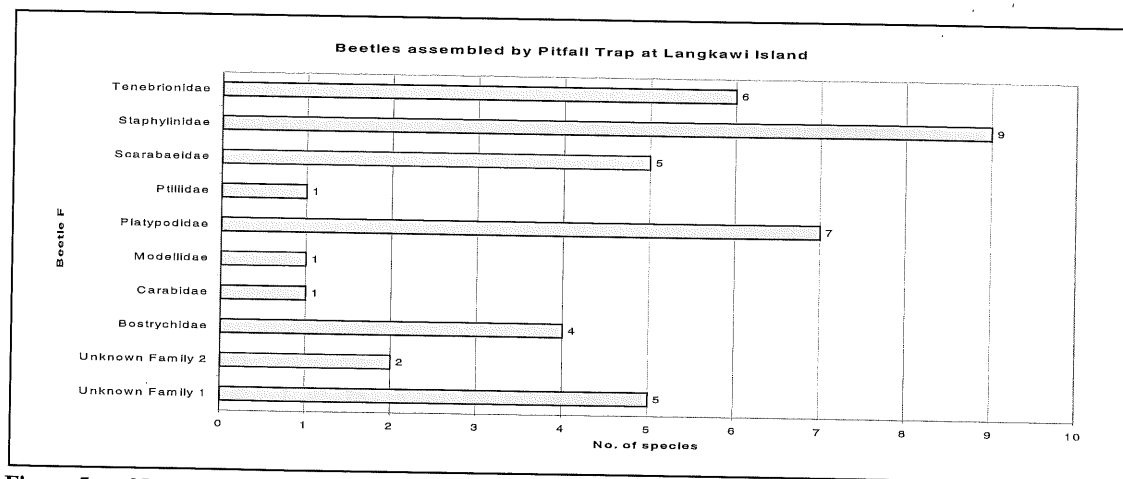 Beetles assembled by Pitfall Trap at Langkawi Island
Beetle F
Tenebrionidae 6
Staphylinidae 9
Scarabaeidae 5
Ptiliidae 1
Platypodidae 7
Modellidae 1
Carabidae 1
Bostrychidae 4
Unknown Family 2 2
Unknown Family 1 5
0 1 2 3 4 5 6 7 8 9 10
No. of species